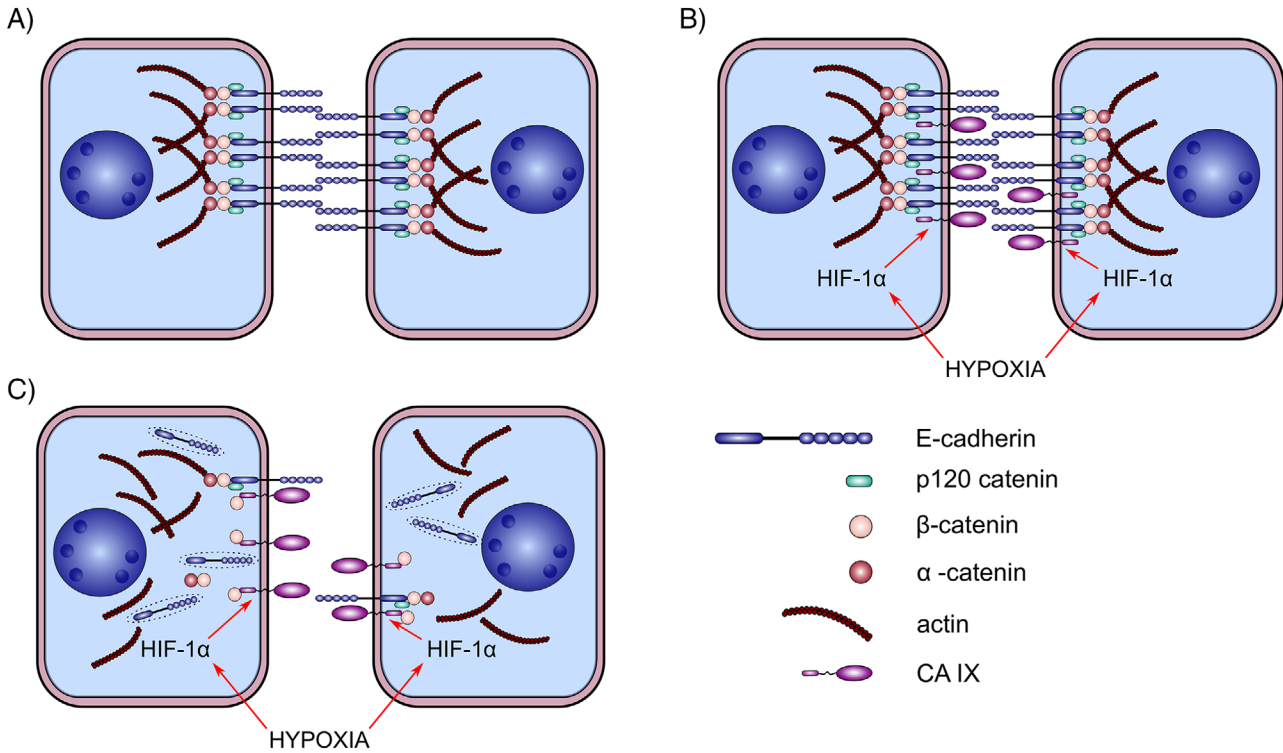 A)
B)
HIF-1α
HIF-1α
HYPOXIA
C)
HIF-1α
HIF-1α
HYPOXIA
E-cadherin
p120 catenin
β-catenin
α -catenin
actin
CA IX